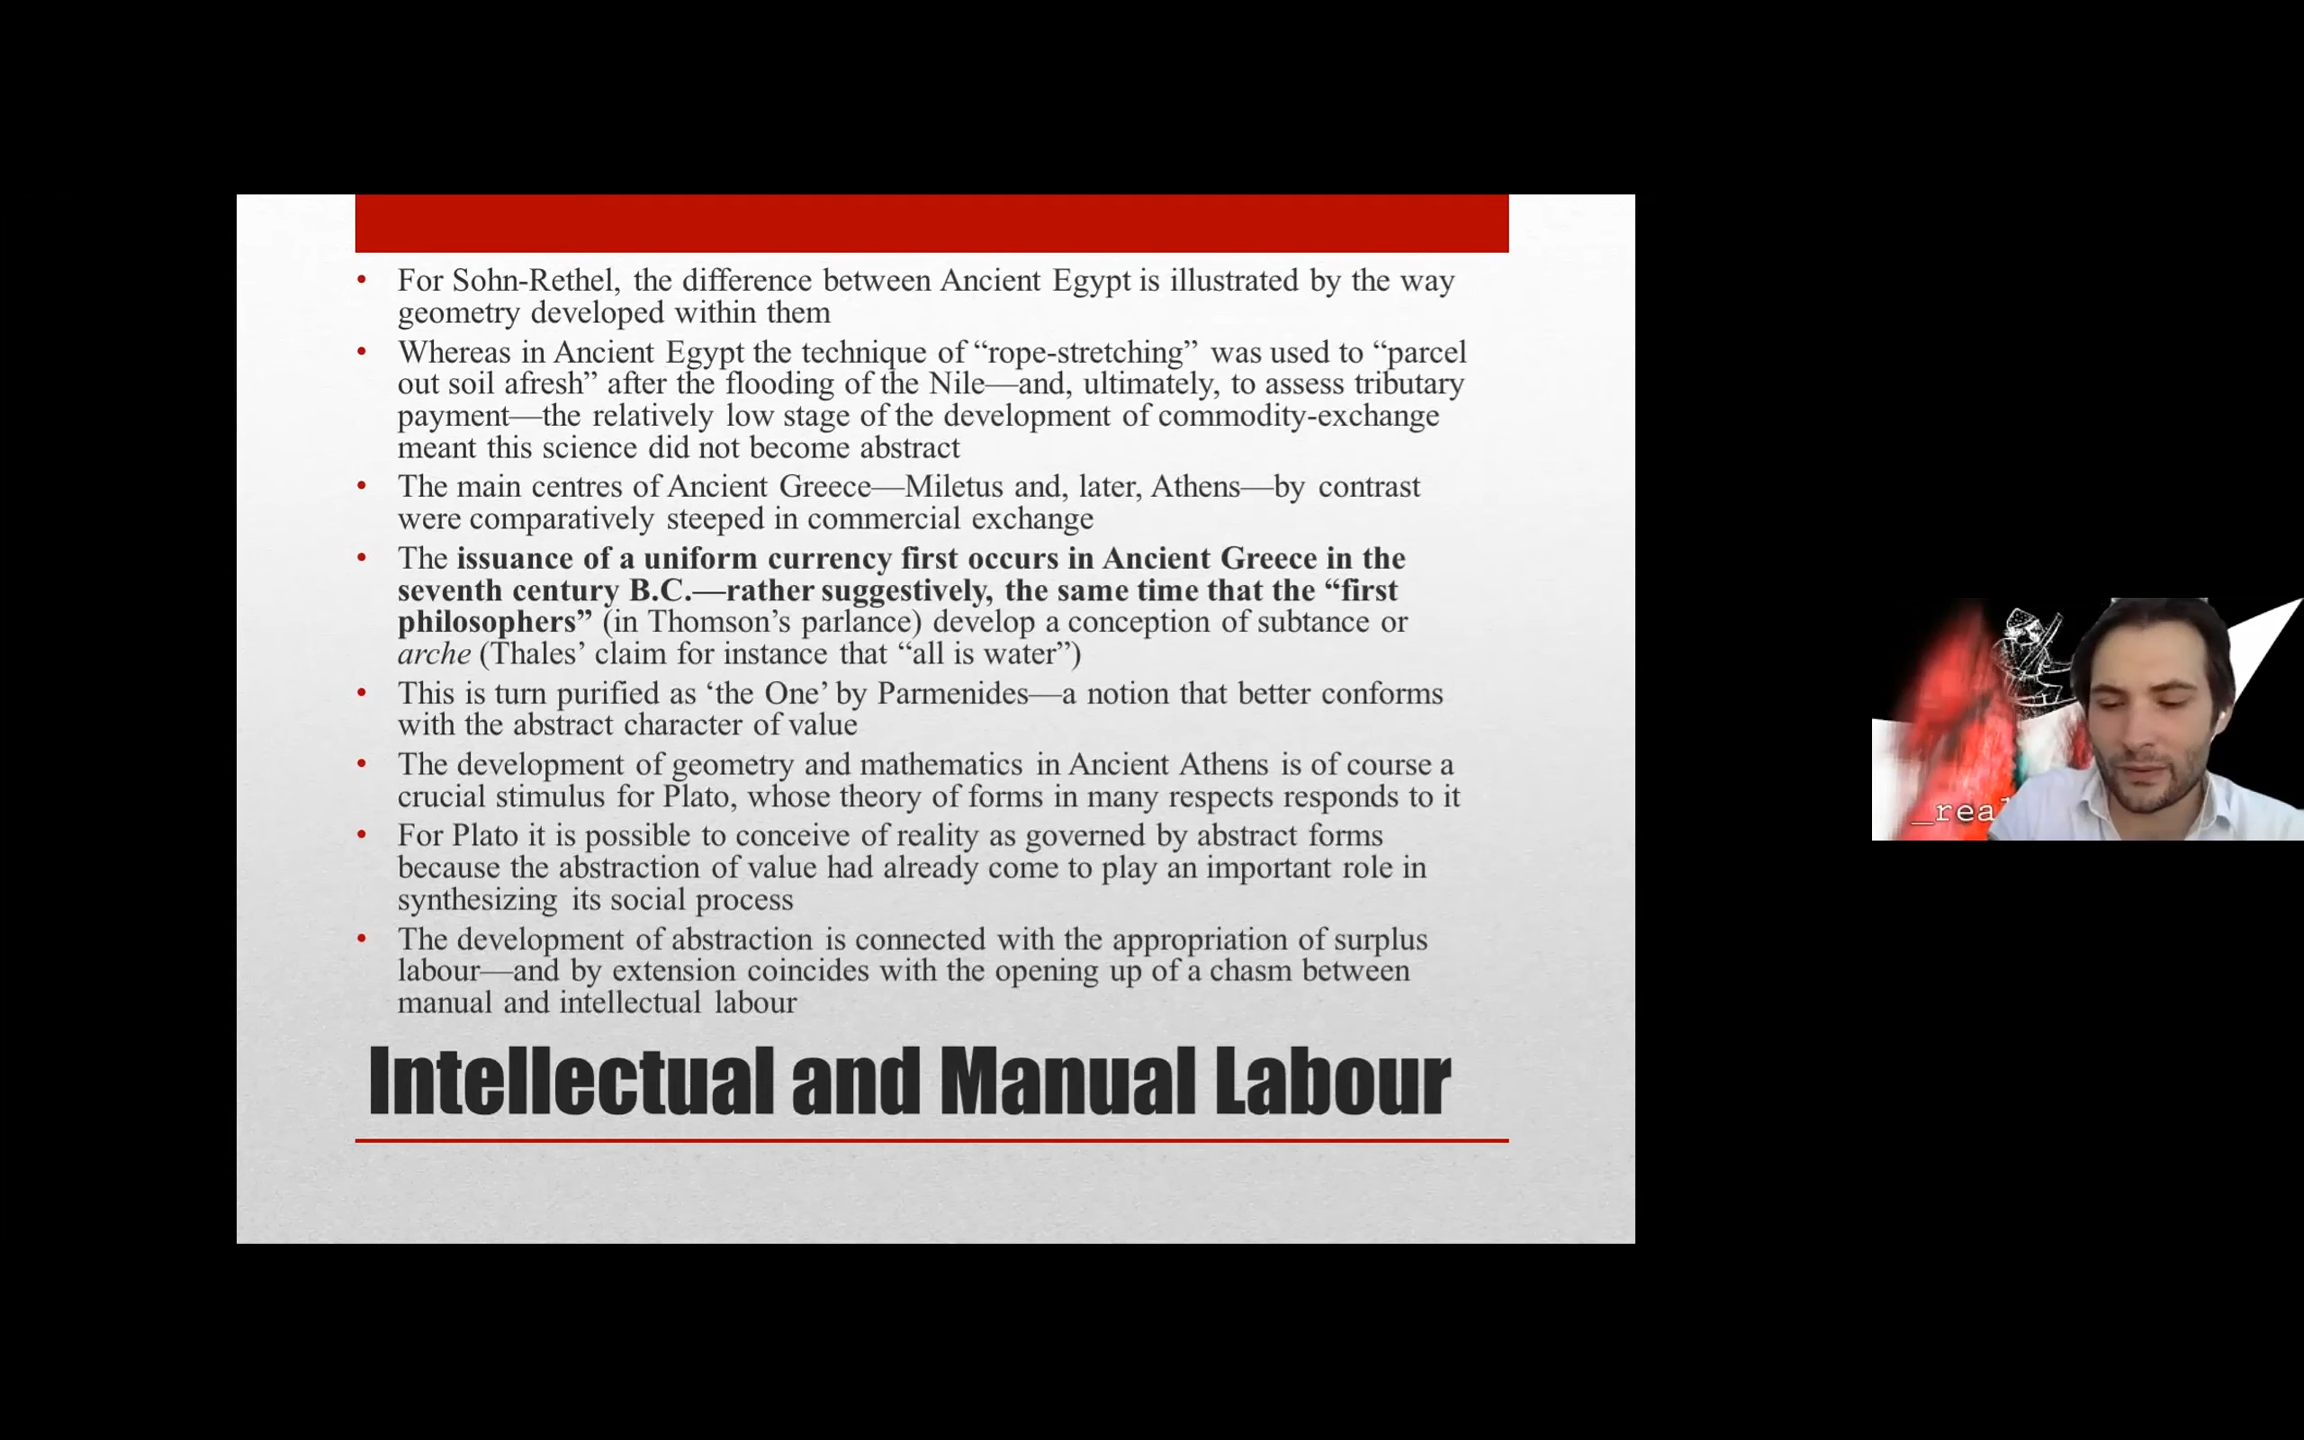 • For Sohn-Rethel, the difference between Ancient Egypt is illustrated by the way
geometry developed within them
• Whereas in Ancient Egypt the technique of “rope-stretching” was used to “parcel
out soil afresh” after the flooding of the Nile—and, ultimately, to assess tributary
payment—the relatively low stage of the development of commodity-exchange
meant this science did not become abstract
• The main centres of Ancient Greece—Miletus and, later, Athens—by contrast
were comparatively steeped in commercial exchange
• The issuance of a uniform currency first occurs in Ancient Greece in the
seventh century B.C.—rather suggestively, the same time that the “first
philosophers” (in Thomson’s parlance) develop a conception of subtance or
arche (Thales’ claim for instance that “all is water”)
• This is turn purified as ‘the One’ by Parmenides—a notion that better conforms
with the abstract character of value
• The development of geometry and mathematics in Ancient Athens is of course a
crucial stimulus for Plato, whose theory of forms in many respects responds to it
• For Plato it is possible to conceive of reality as governed by abstract forms
because the abstraction of value had already come to play an important role in
synthesizing its social process
• The development of abstraction is connected with the appropriation of surplus
labour—and by extension coincides with the opening up of a chasm between
manual and intellectual labour
Intellectual and Manual Labour
_rea